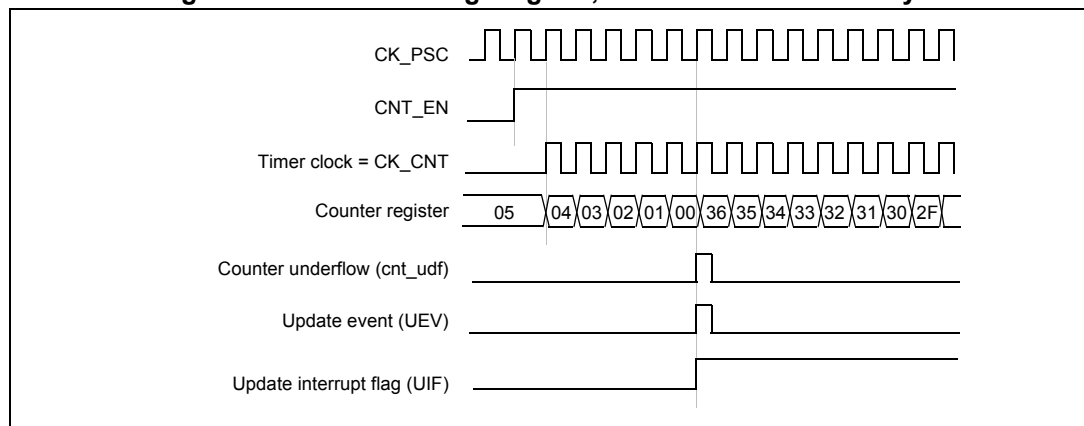 CK_PSC
CNT_EN
Timer clock = CK_CNT
Counter register 05 04 03 02 01 00 36 35 34 33 32 31 30 2F
Counter underflow (cnt_udf)
Update event (UEV)
Update interrupt flag (UIF)